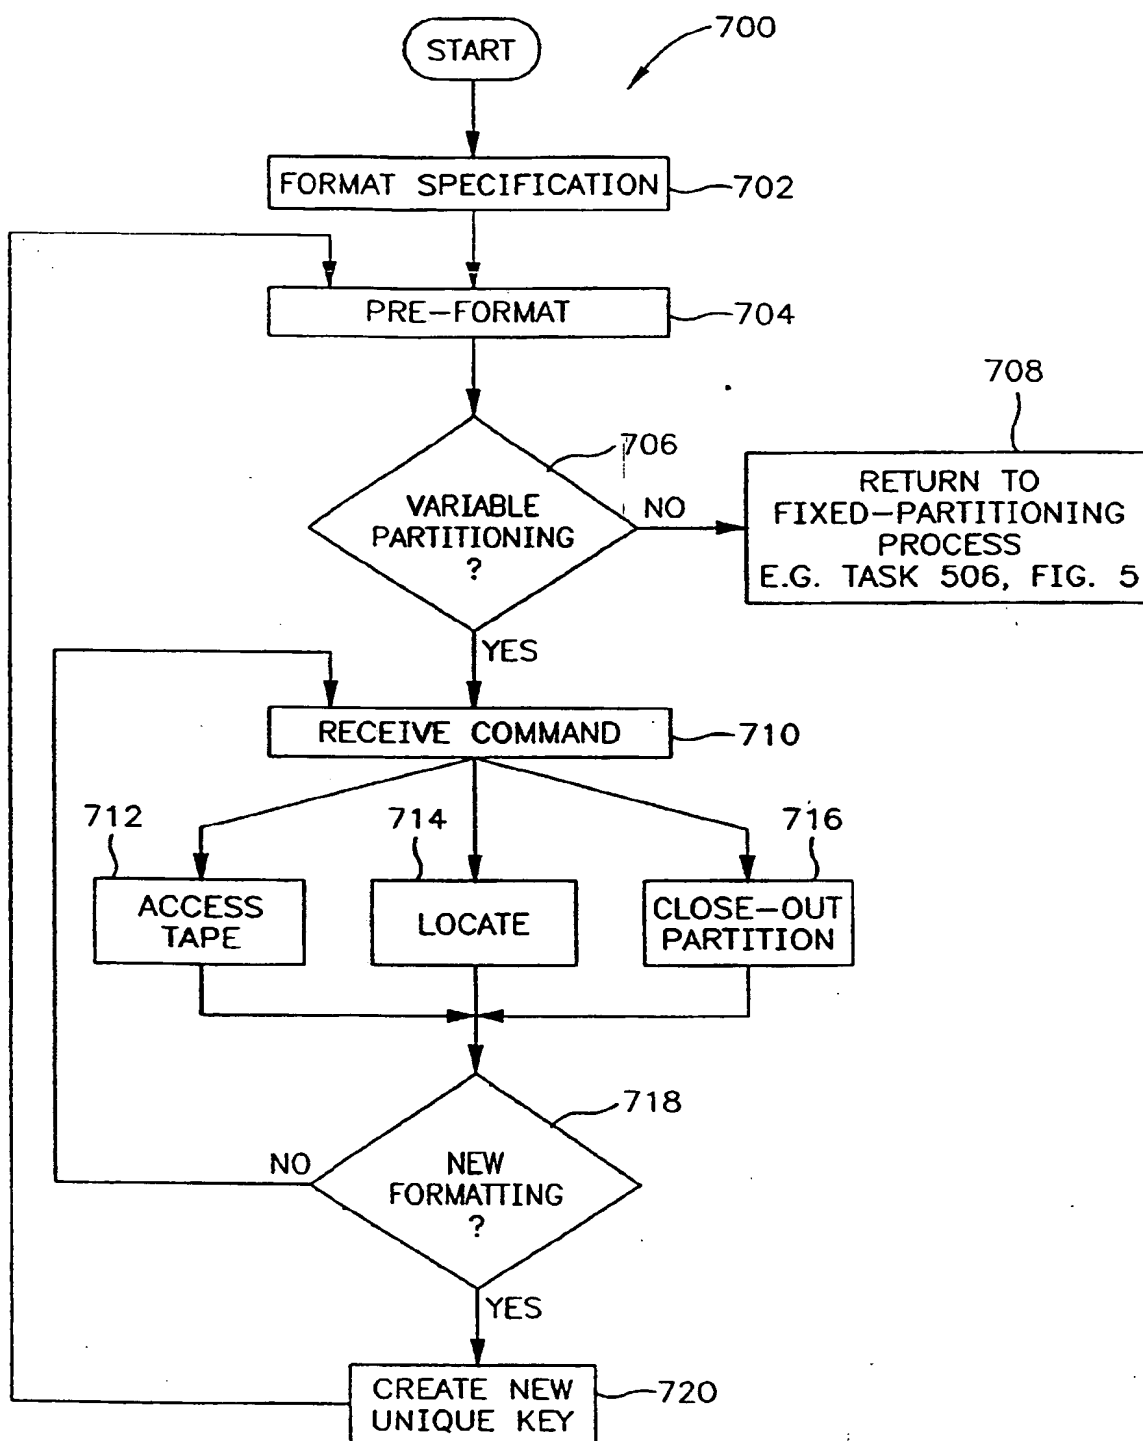 START
700
FORMAT SPECIFICATION
702
PRE-FORMAT
704
708
706
VARIABLE
PARTITIONING
?
NO
RETURN TO
FIXED-PARTITIONING
PROCESS
E.G. TASK 506, FIG. 5
YES
RECEIVE COMMAND
710
712
714
716
ACCESS
TAPE
LOCATE
CLOSE-OUT
PARTITION
718
NO
NEW
FORMATTING
?
YES
CREATE NEW
UNIQUE KEY
720